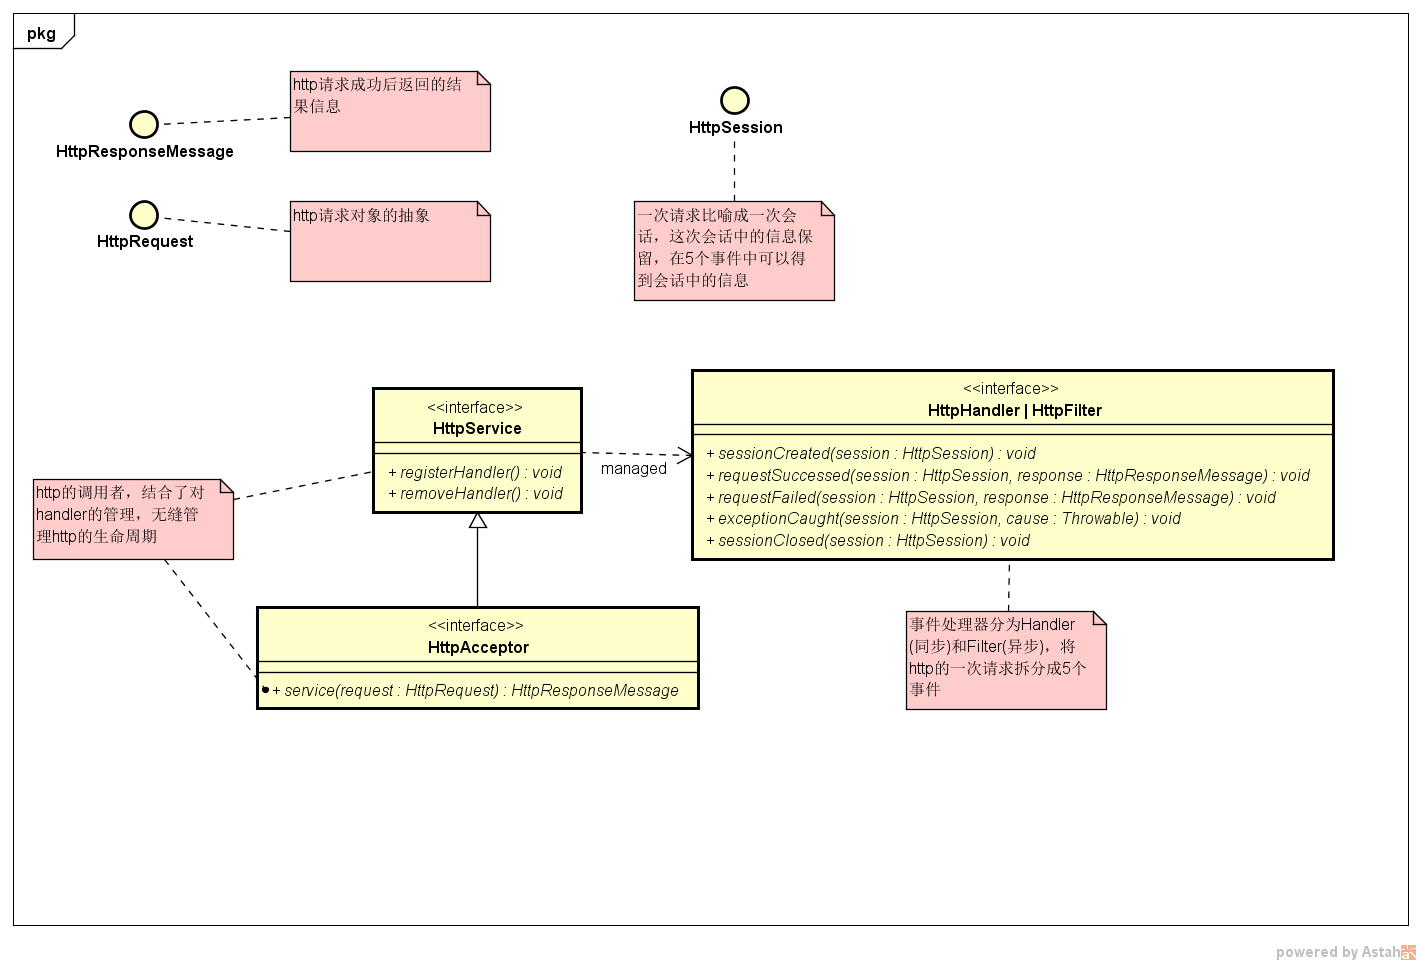 pkg
http请求成功后返回的结
果信息
HttpResponseMessage
HttpSession
http请求对象的抽象
HttpRequest
一次请求比喻成一次会
话，这次会话中的信息保
留，在5个事件中可以得
到会话中的信息
<<interface>>
HttpService
+ registerHandler() : void
+ removeHandler() : void
managed
<<interface>>
HttpHandler | HttpFilter
+ sessionCreated(session : HttpSession) : void
+ requestSuccessed(session : HttpSession, response : HttpResponseMessage) : void
+ requestFailed(session : HttpSession, response : HttpResponseMessage) : void
+ exceptionCaught(session : HttpSession, cause : Throwable) : void
+ sessionClosed(session : HttpSession) : void
http的调用者，结合了对
handler的管理，无缝管
理http的生命周期
<<interface>>
HttpAcceptor
+ service(request : HttpRequest) : HttpResponseMessage
事件处理器分为Handler
(同步)和Filter(异步)，将
http的一次请求拆分成5个
事件
powered by Astah